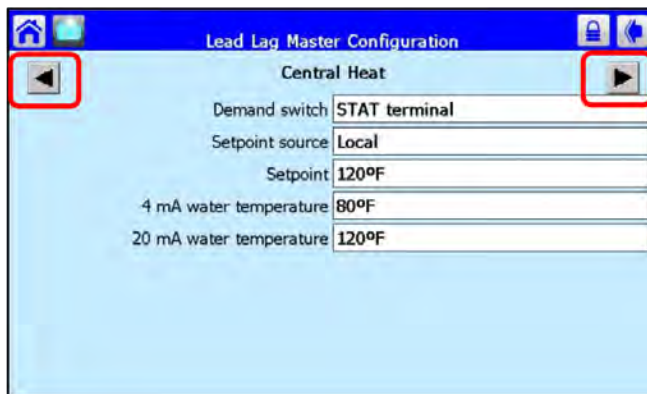 Lead Lag Master Configuration
Central Heat
Demand switch STAT terminal
Setpoint source Local
Setpoint 120ºF
4 mA water temperature 80ºF
20 mA water temperature 120ºF